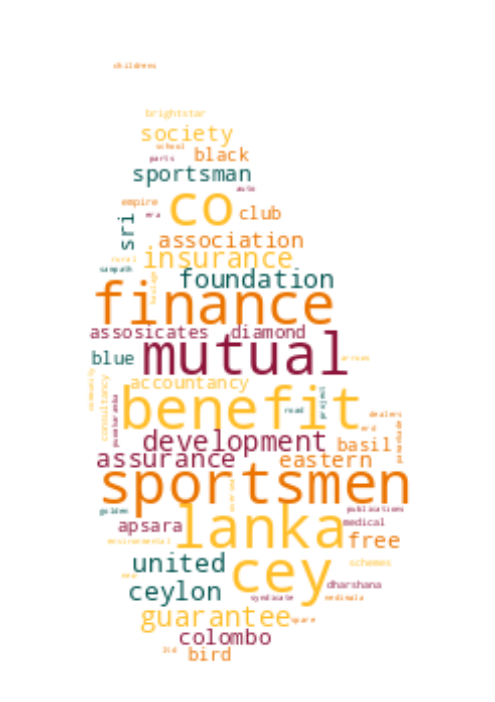 childrens
brightstar
society
school
parts black
sportsman
auto
empire co club
era
sri
association
rural insurance
sampath foundation
finance
assosicates diamond
mutual
blue
accountancy
community
consultancy
benefit
road
project
dealers
development
basil
assurance eastern
sportsmen
golden publications
apsara lanka medical
environmental free
united schemes
new cey
ceylon dharshana
syndicate
guarantee spare
colombo
ltd bird